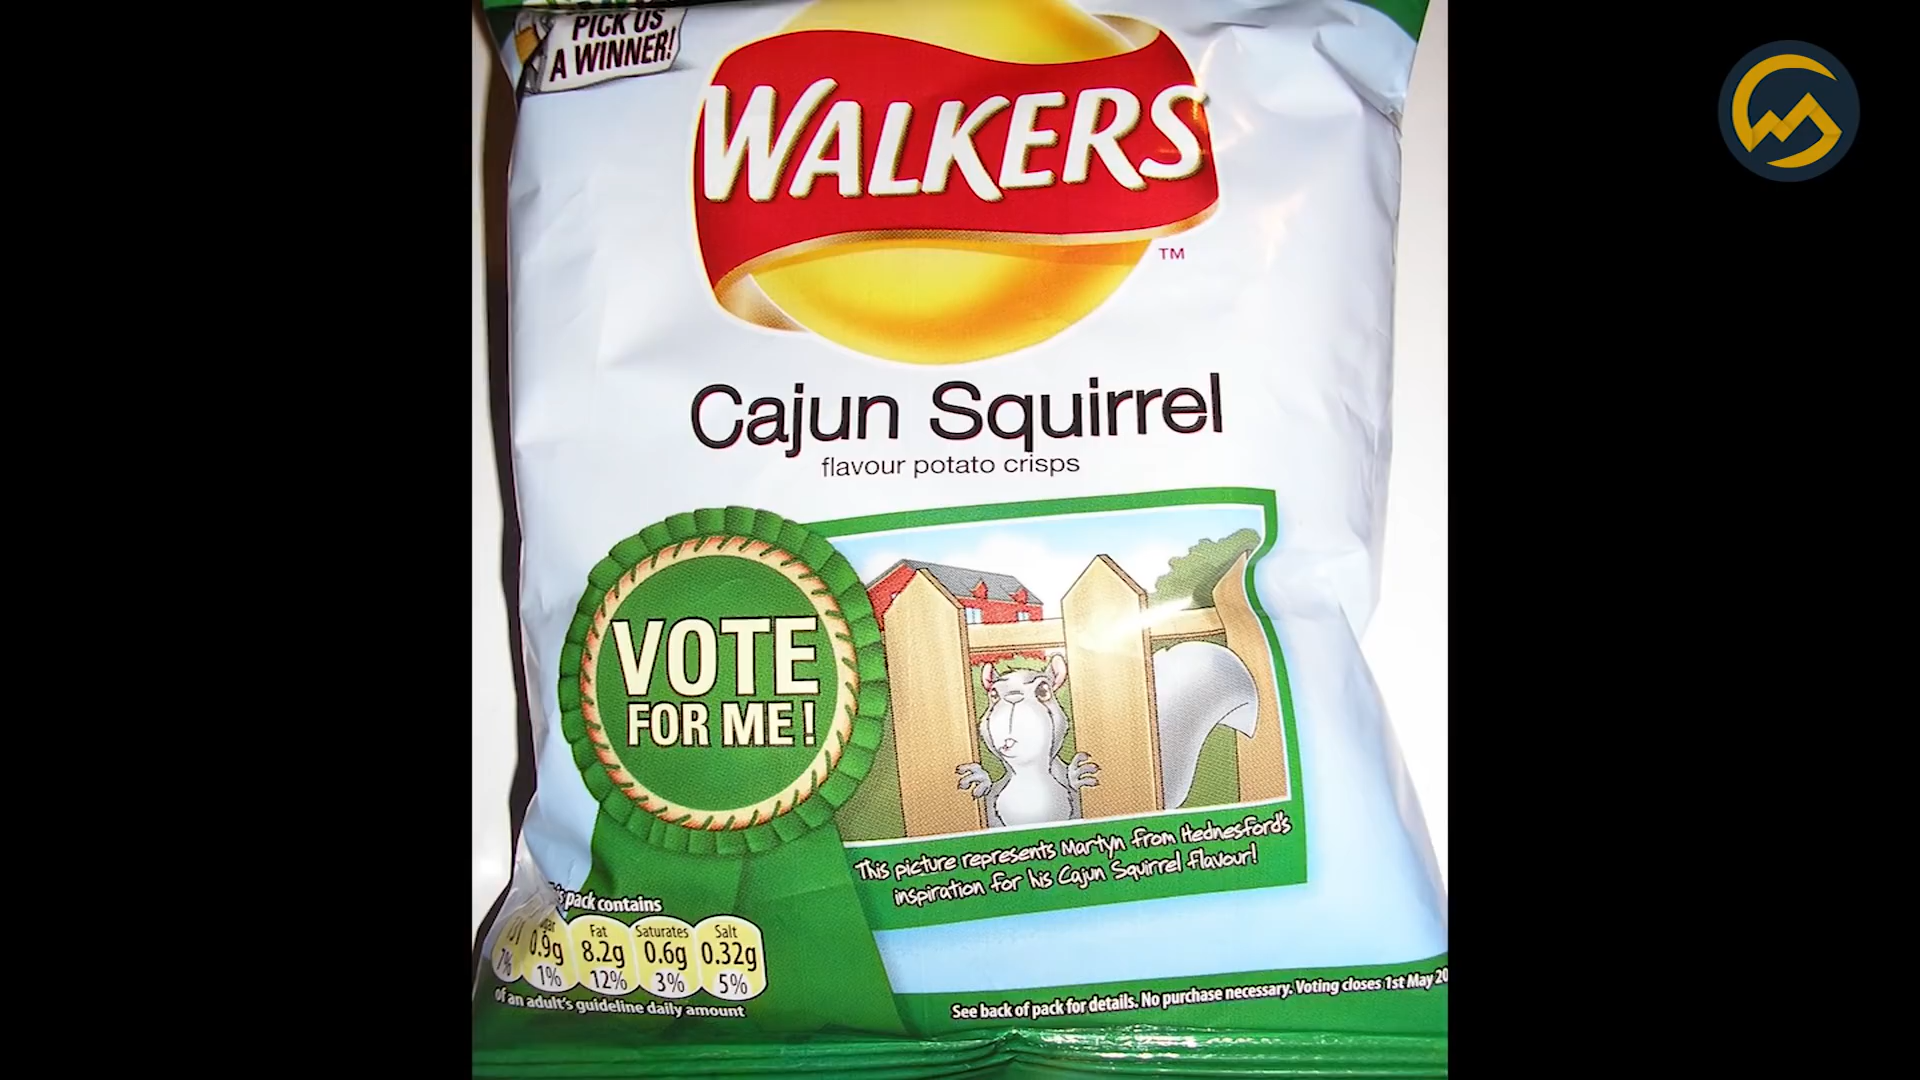 PICK US
A WINNER!
WALKERS
TM
Cajun Squirrel
flavour potato crisps
VOTE
FOR ME!
This picture represents Martyn from Hednesford's
inspiration for his Cajun Squirrel flavour!
pack contains
Fat Saturates Salt
0.9g 8.2g 0.6g 0.32g
7% 1% 12% 3% 5%
of an adult's guideline daily amount
See back of pack for details. No purchase necessary. Voting closes 1st May 20